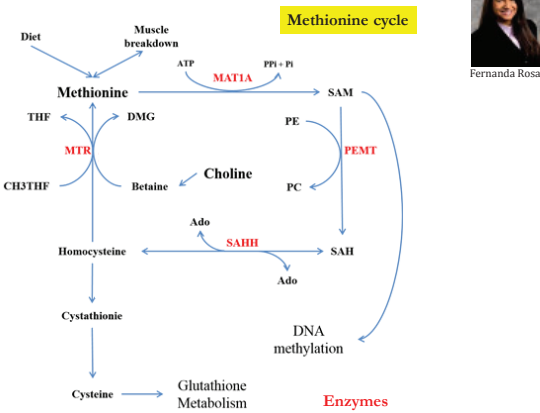 Methionine cycle
Fernanda Rosa
Diet
Muscle
breakdown
ATP
PPi + Pi
MAT1A
Methionine
SAM
THF
DMG
PE
MTR
PEMT
Choline
CH3THF
Betaine
PC
Ado
SAHH
Homocysteine
SAH
Ado
Cystathionie
DNA
methylation
Cysteine
Glutathione
Metabolism
Enzymes